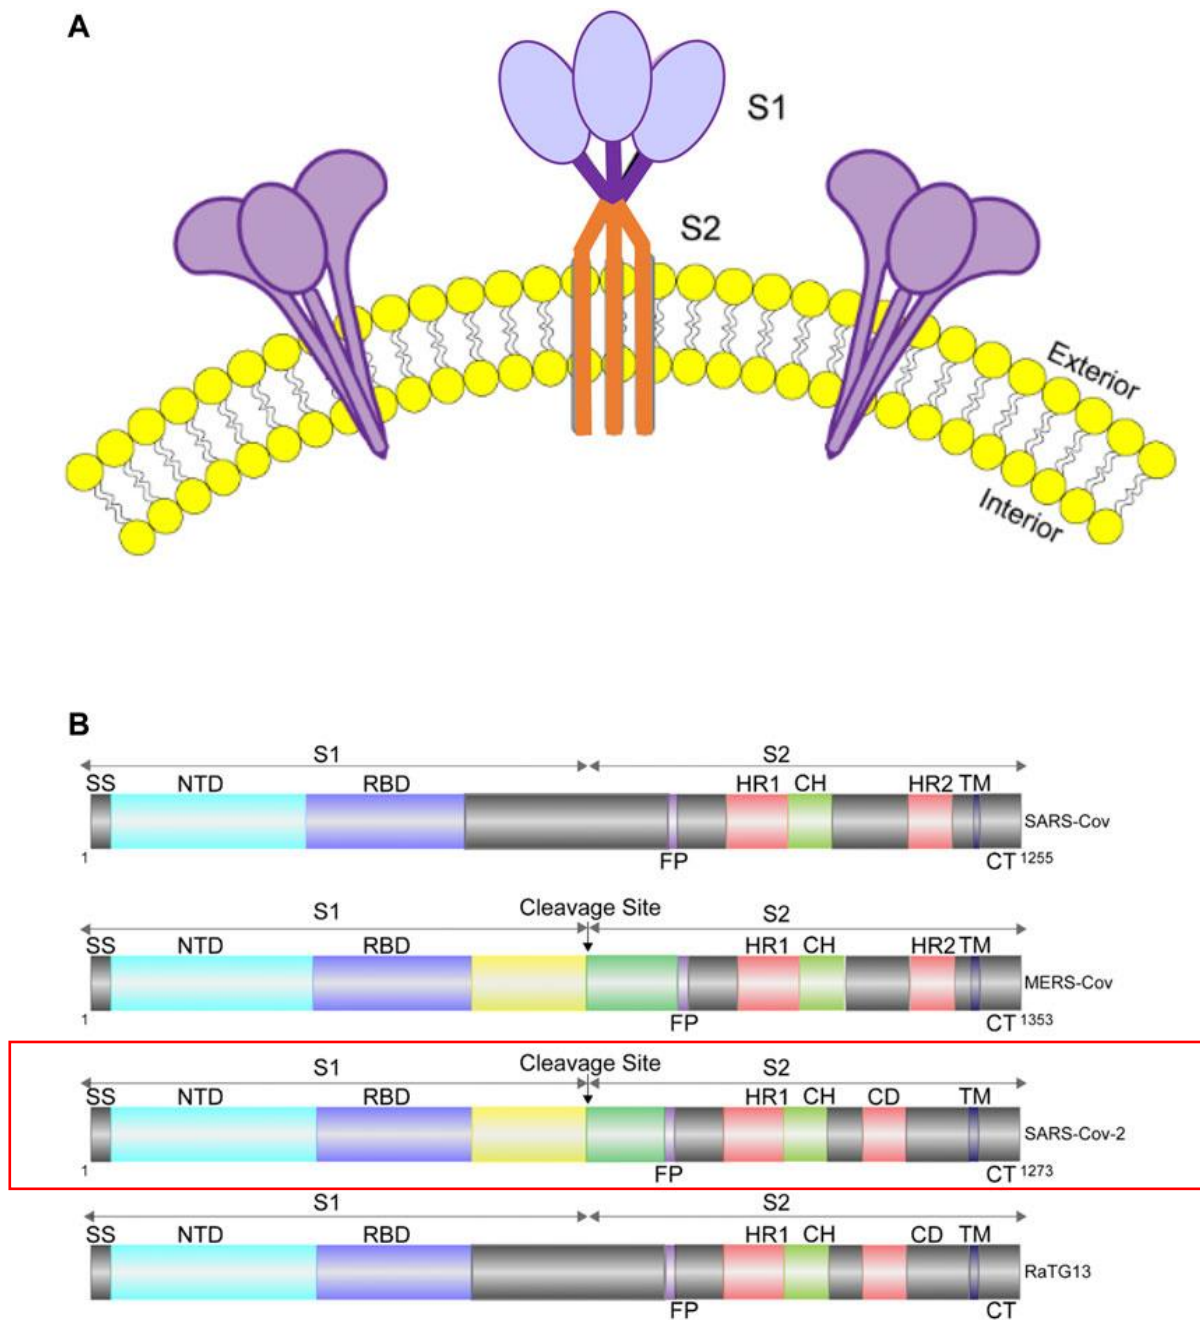 A
S1
S2
Exterior
Interior
B
S1 S2
SS NTD RBD HR1 CH HR2 TM
SARS-Cov
1 FP CT 1255
Cleavage Site
S1 S2
SS NTD RBD HR1 CH HR2 TM
MERS-Cov
1 FP CT 1353
Cleavage Site
S1 S2
SS NTD RBD HR1 CH CD TM
SARS-Cov-2
1 FP CT 1273
S1 S2
SS NTD RBD HR1 CH CD TM
RaTG13
FP CT